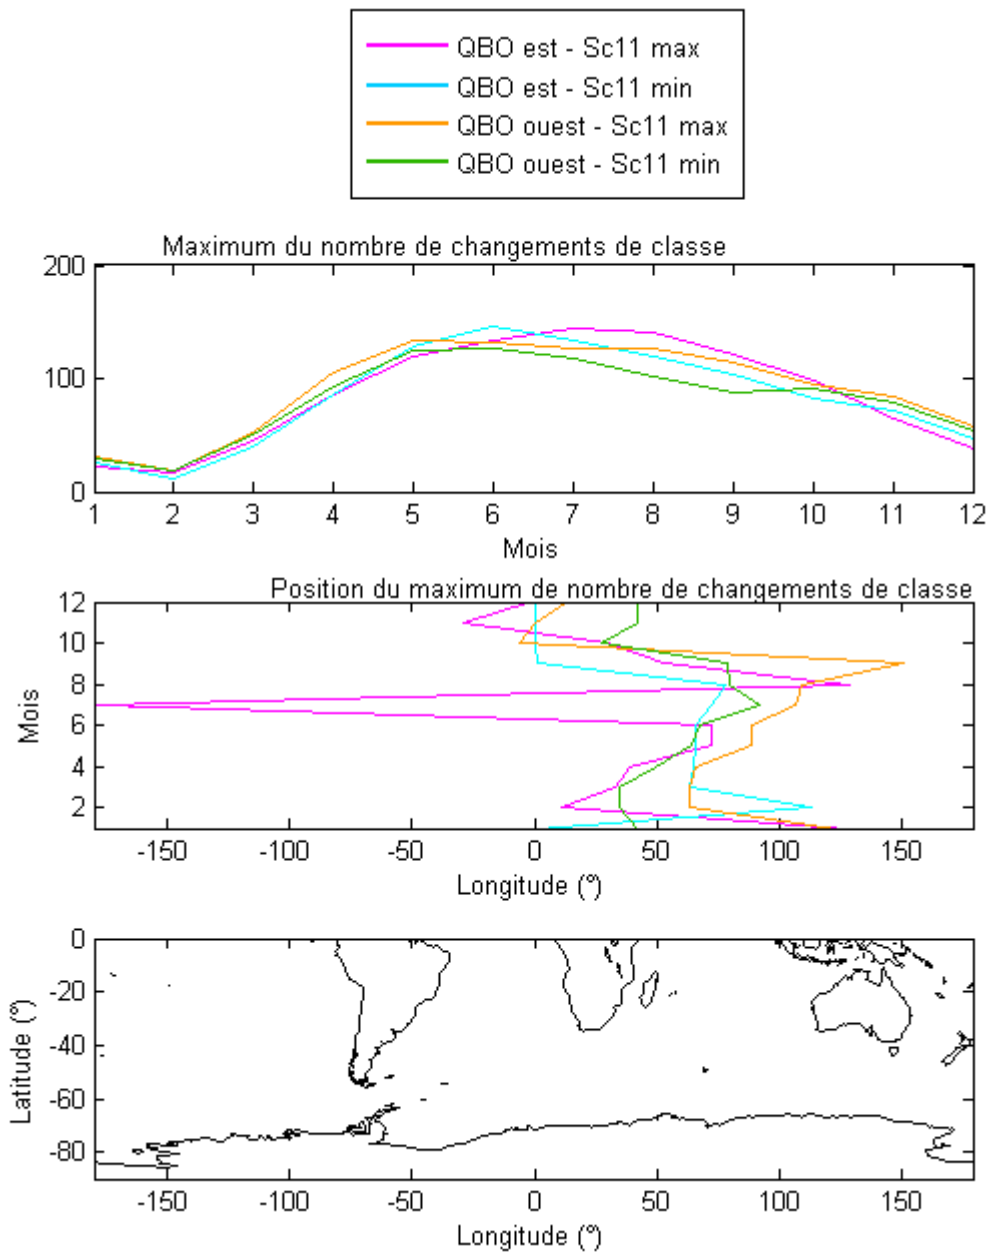 QBO est - Sc11 max
QBO est - Sc11 min
QBO ouest - Sc11 max
QBO ouest - Sc11 min
Maximum du nombre de changements de classe
200
100
0
1 2 3 4 5 6 7 8 9 10 11 12
Mois
Position du maximum de nombre de changements de classe
12
10
8
6
4
2
Mois
-150 -100 -50 0 50 100 150
Longitude (°)
0
-20
-40
-60
-80
Latitude (°)
-150 -100 -50 0 50 100 150
Longitude (°)